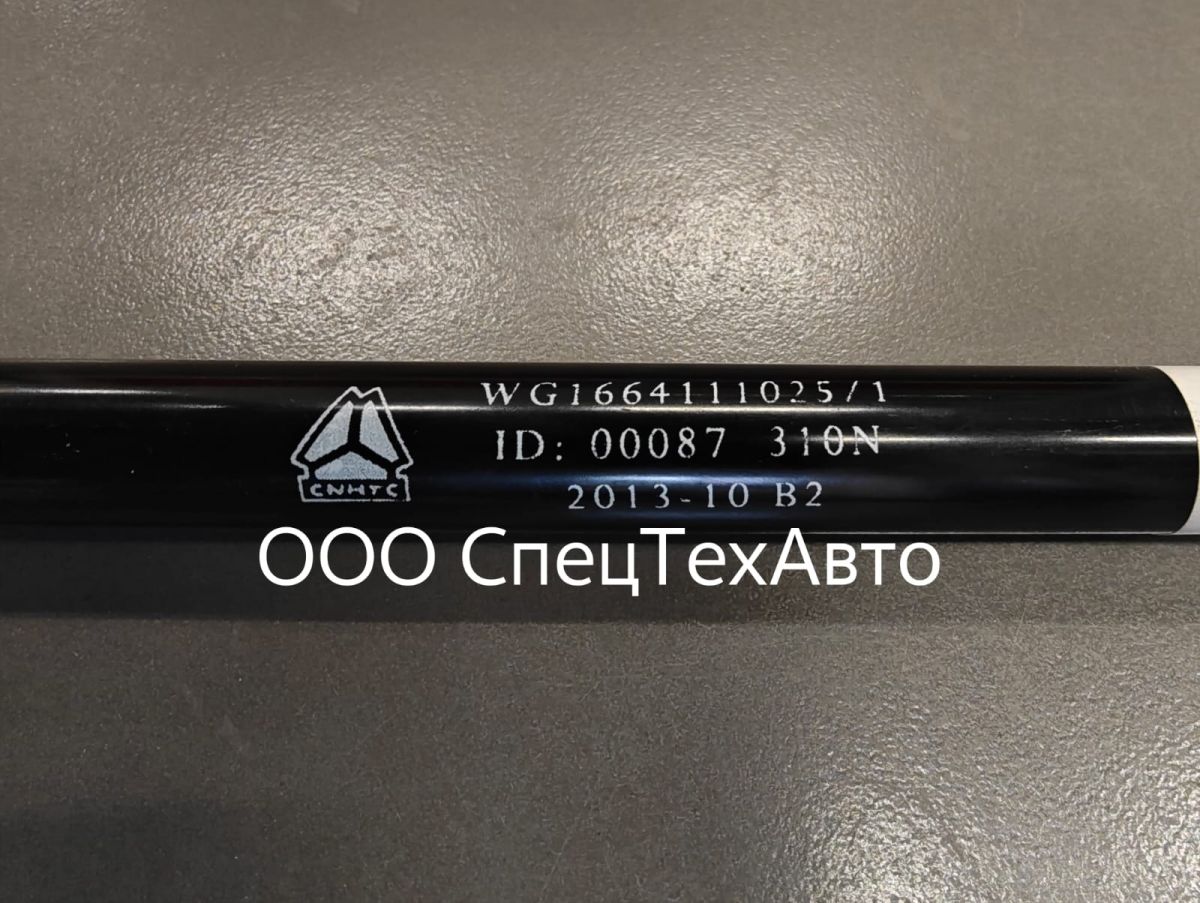 WG1664111025/1
ID: 00087 310N
2013-10 B2
CNHTC
ООО СпецТехАвто